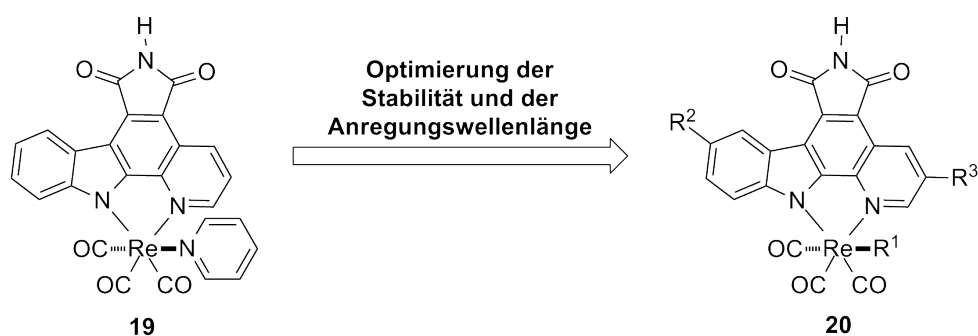 H
N
O
O
N
N
OC
Re
N
OC
CO
19
Optimierung der
Stabilität und der
Anregungswellenlänge
H
N
O
O
R²
R³
N
N
OC
Re
R¹
OC
CO
20